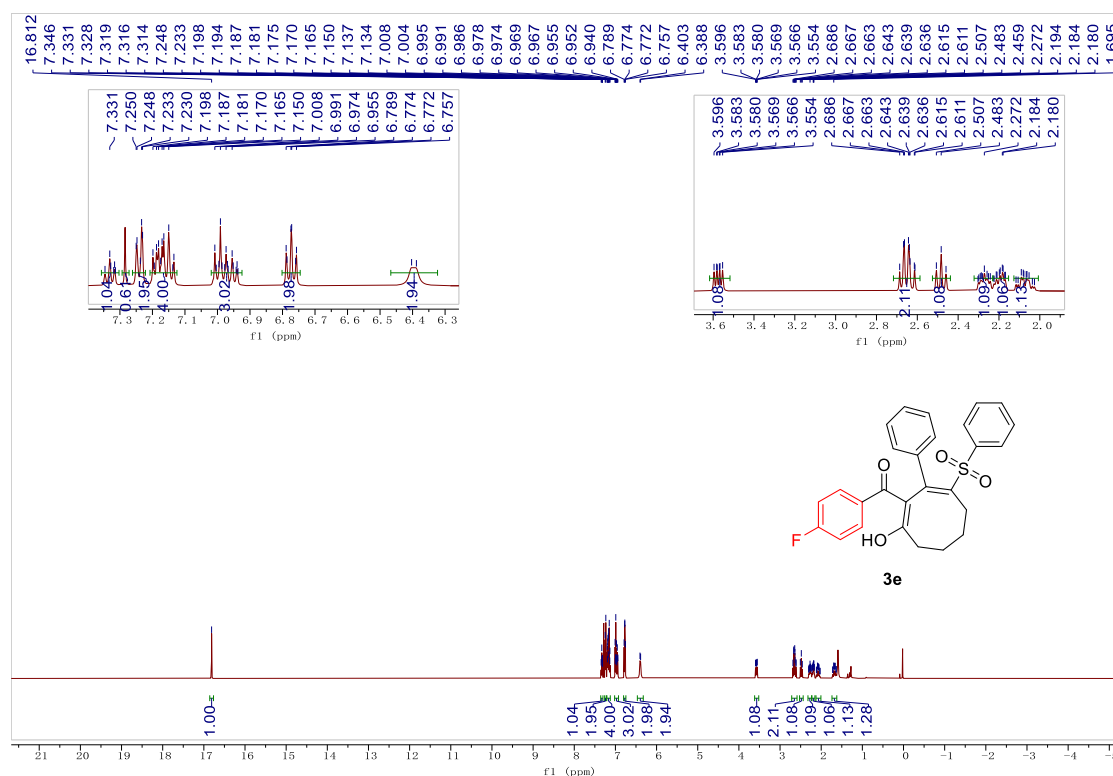 16.812 7.346 7.331 7.328 7.319 7.316 7.314 7.248 7.233 7.198 7.194 7.187 7.181 7.175 7.170 7.165 7.150 7.137 7.134 7.008 7.004 6.995 6.991 6.986 6.978 6.974 6.969 6.967 6.955 6.952 6.940 6.789 6.774 6.772 6.757 6.403 6.388 3.596 3.583 3.580 3.569 3.566 3.554 2.686 2.667 2.663 2.643 2.639 2.636 2.615 2.611 2.507 2.483 2.459 2.272 2.194 2.184 2.180 1.695
7.331 7.250 7.248 7.233 7.230 7.198 7.187 7.181 7.170 7.165 7.150 7.008 6.991 6.974 6.955 6.789 6.774 6.772 6.757
3.596 3.583 3.580 3.569 3.566 3.554 2.686 2.667 2.663 2.643 2.639 2.636 2.615 2.611 2.507 2.483 2.272 2.184 2.180
1.04 0.61 1.95 4.00 3.02 1.98 1.94
7.3 7.2 7.1 7.0 6.9 6.8 6.7 6.6 6.5 6.4 6.3
f1 (ppm)
1.08 2.11 1.08 1.09 1.06 1.13
3.6 3.4 3.2 3.0 2.8 2.6 2.4 2.2 2.0
f1 (ppm)
O
S
O
O
F
HO
3e
1.00 1.04 1.95 4.00 3.02 1.98 1.94 1.08 2.11 1.08 1.09 1.06 1.13 1.28
21 20 19 18 17 16 15 14 13 12 11 10 9 8 7 6 5 4 3 2 1 0 -1 -2 -3 -4
f1 (ppm)